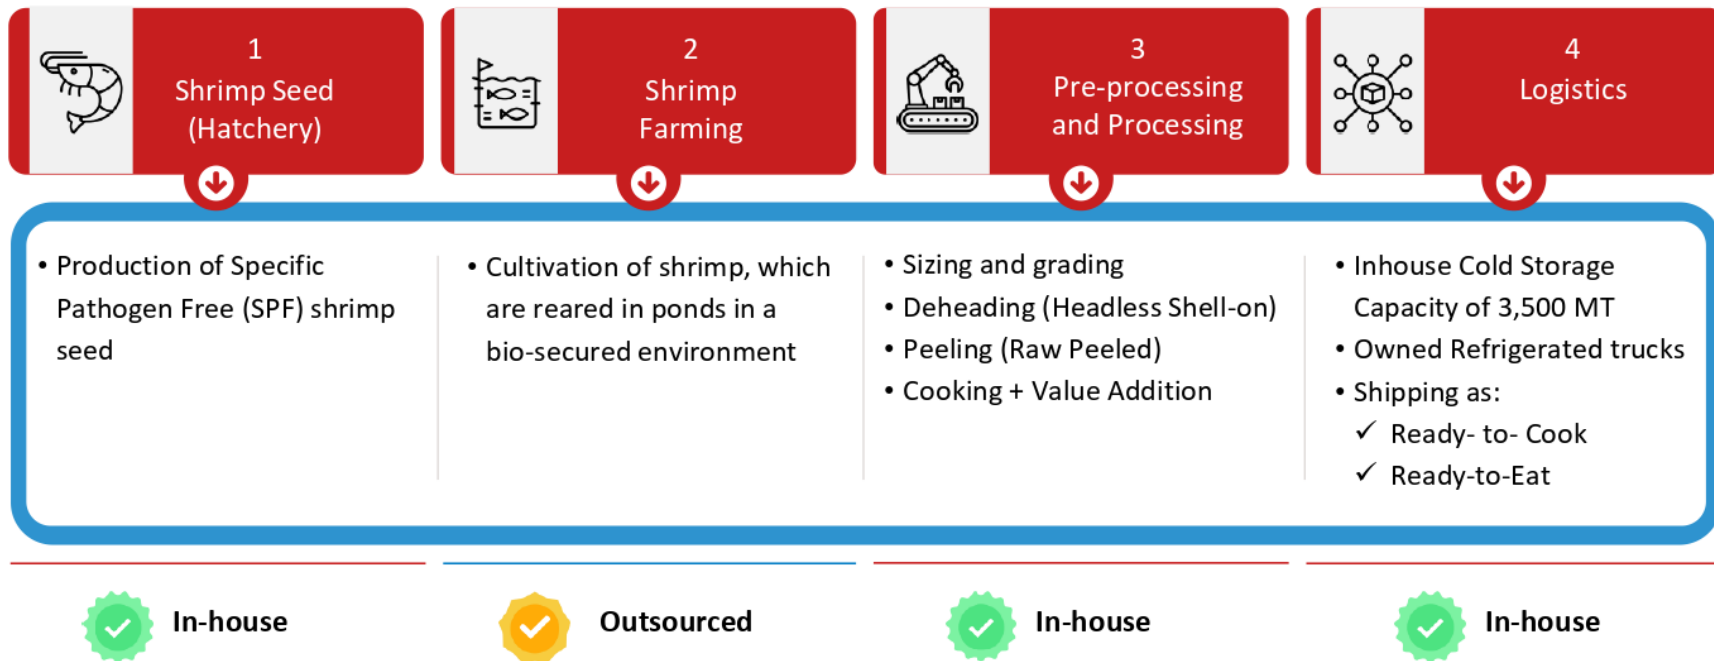 1
Shrimp Seed
(Hatchery)
2
Shrimp
Farming
3
Pre-processing
and Processing
4
Logistics
• Production of Specific
Pathogen Free (SPF) shrimp
seed
• Cultivation of shrimp, which
are reared in ponds in a
bio-secured environment
• Sizing and grading
• Deheading (Headless Shell-on)
• Peeling (Raw Peeled)
• Cooking + Value Addition
• Inhouse Cold Storage
Capacity of 3,500 MT
• Owned Refrigerated trucks
• Shipping as:
✓ Ready- to- Cook
✓ Ready-to-Eat
In-house
Outsourced
In-house
In-house